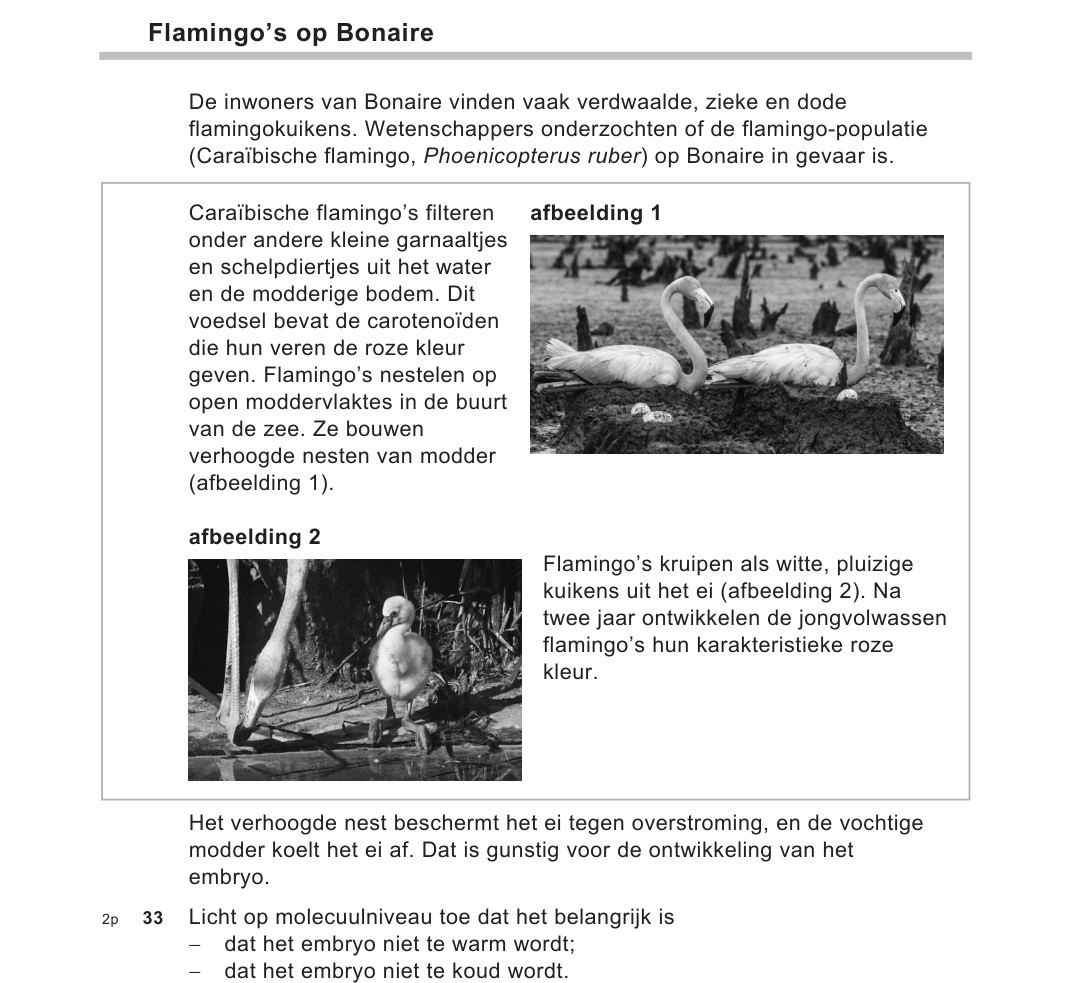 Flamingo’s op Bonaire
De inwoners van Bonaire vinden vaak verdwaalde, zieke en dode
flamingokuikens. Wetenschappers onderzochten of de flamingo-populatie
(Caraïbische flamingo, Phoenicopterus ruber) op Bonaire in gevaar is.
Caraïbische flamingo’s filteren
onder andere kleine garnaaltjes
en schelpdiertjes uit het water
en de modderige bodem. Dit
voedsel bevat de carotenoïden
die hun veren de roze kleur
geven. Flamingo’s nestelen op
open moddervlaktes in de buurt
van de zee. Ze bouwen
verhoogde nesten van modder
(afbeelding 1).
afbeelding 1
afbeelding 2
Flamingo’s kruipen als witte, pluizige
kuikens uit het ei (afbeelding 2). Na
twee jaar ontwikkelen de jongvolwassen
flamingo’s hun karakteristieke roze
kleur.
Het verhoogde nest beschermt het ei tegen overstroming, en de vochtige
modder koelt het ei af. Dat is gunstig voor de ontwikkeling van het
embryo.
2p 33 Licht op molecuulniveau toe dat het belangrijk is
– dat het embryo niet te warm wordt;
– dat het embryo niet te koud wordt.